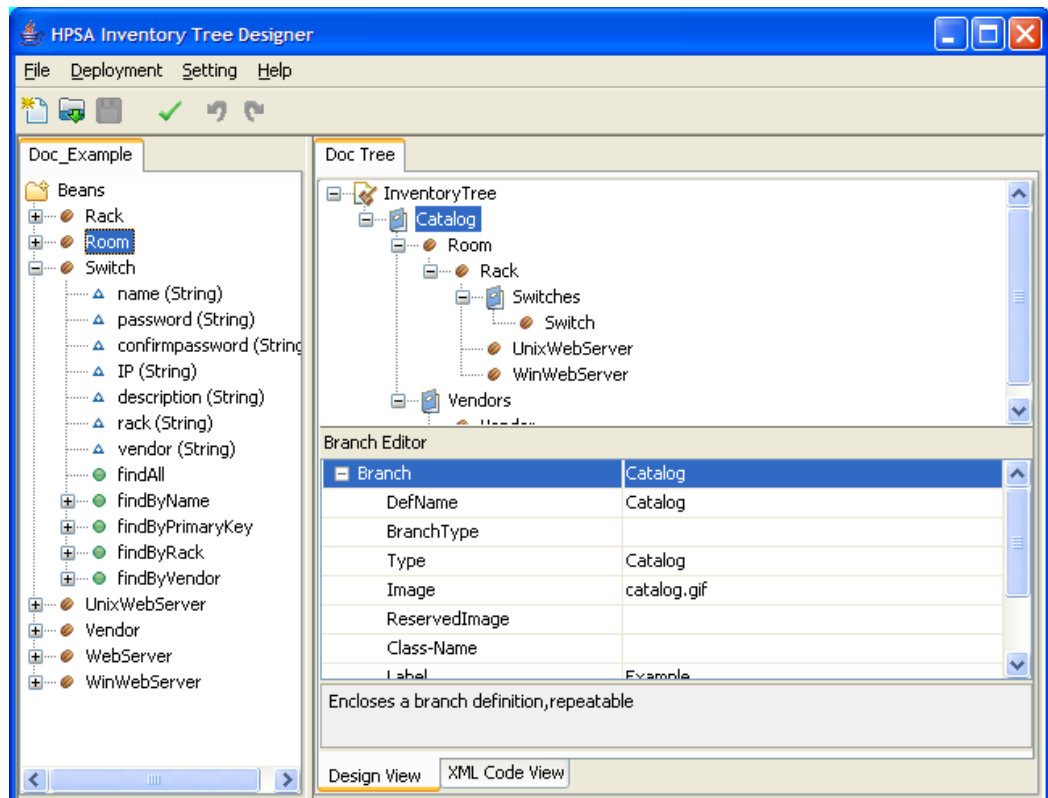 HPSA Inventory Tree Designer
File Deployment Setting Help
Doc_Example
Beans
Rack
Room
Switch
name (String)
password (String)
confirmpassword (String
IP (String)
description (String)
rack (String)
vendor (String)
findAll
findByName
findByPrimaryKey
findByRack
findByVendor
UnixWebServer
Vendor
WebServer
WinWebServer
Doc Tree
InventoryTree
Catalog
Room
Rack
Switches
Switch
UnixWebServer
WinWebServer
Vendors
Vendor
Branch Editor
Branch Catalog
DefName Catalog
BranchType
Type Catalog
Image catalog.gif
ReservedImage
Class-Name
Label Example
Encloses a branch definition,repeatable
Design View XML Code View